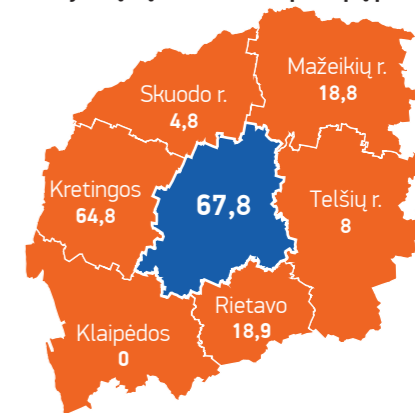 Mažeikių r.
18,8
Skuodo r.
4,8
Kretingos
64,8
67,8
Telšių r.
8
Rietavo
18,9
Klaipėdos
0